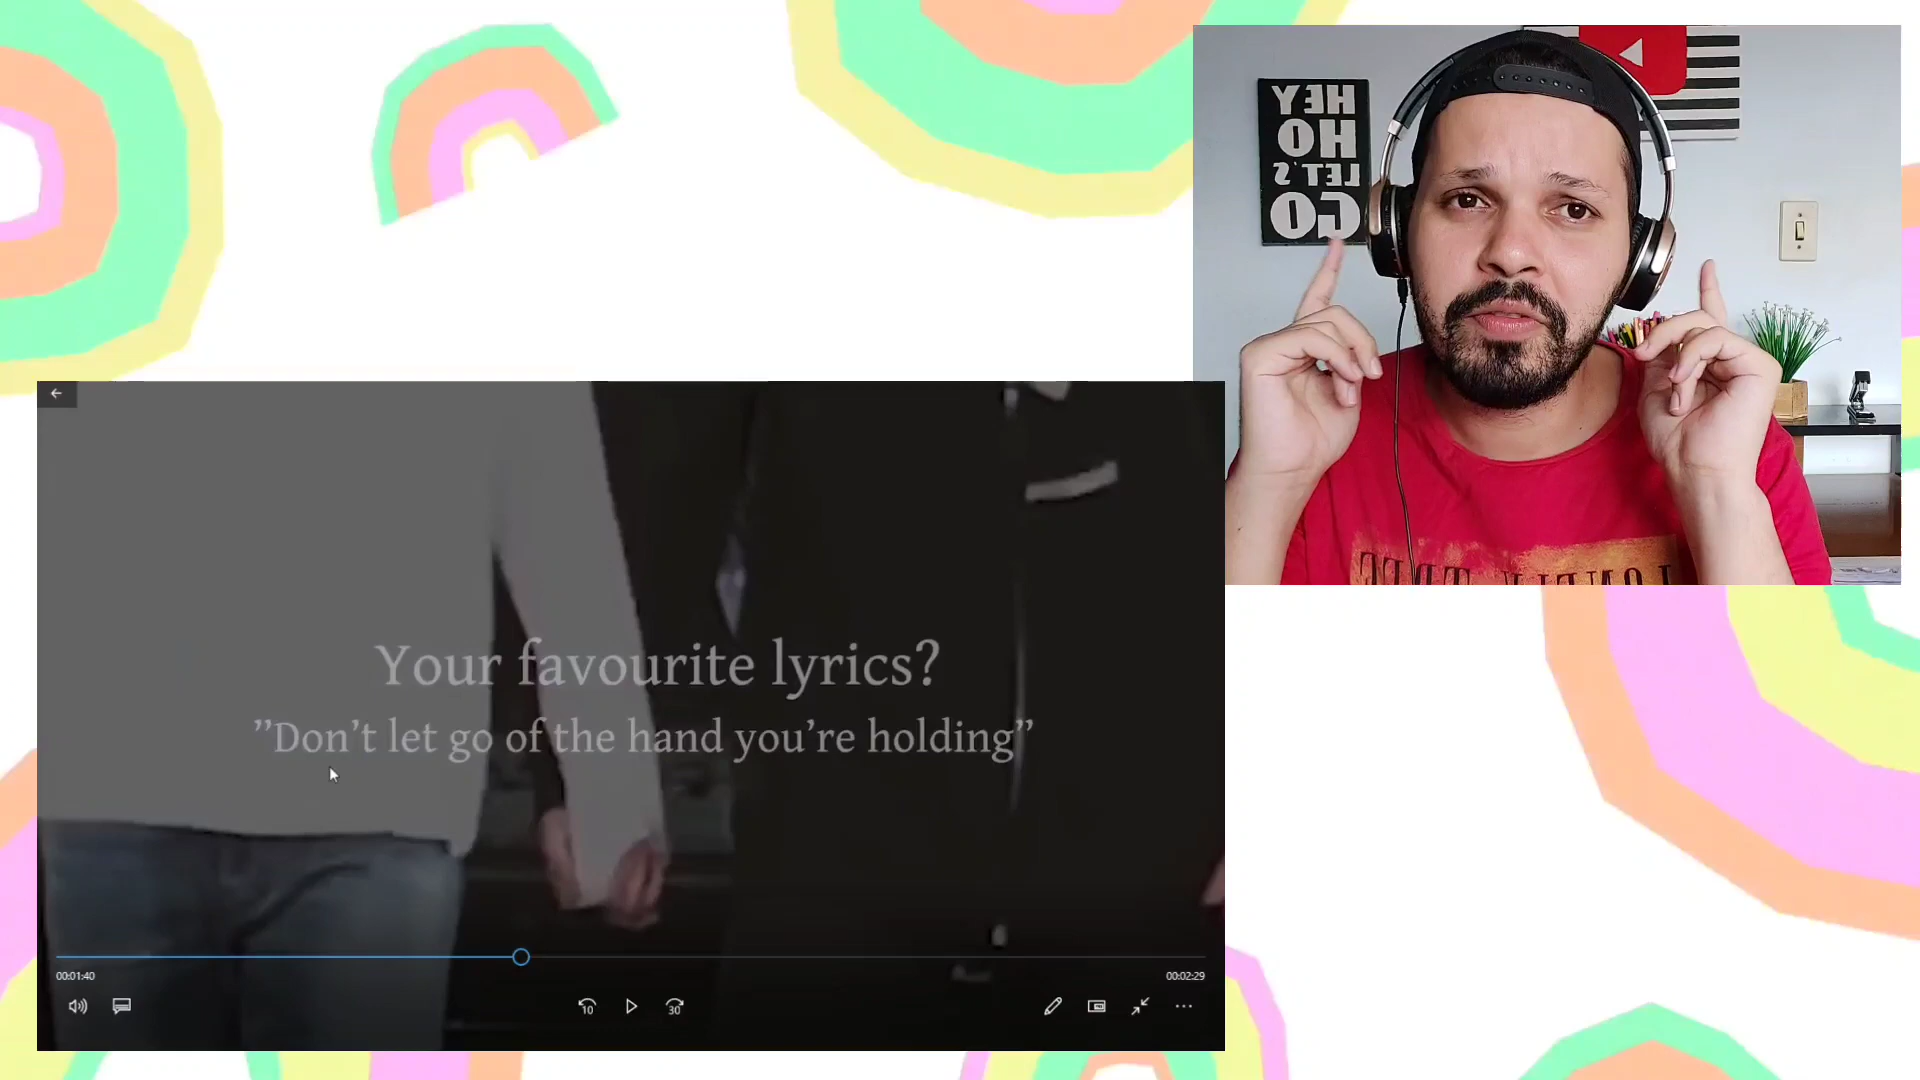 HEY
HO
LET'S
GO
Your favourite lyrics?
”Don’t let go of the hand you’re holding”
00:01:40
00:02:29
10
30